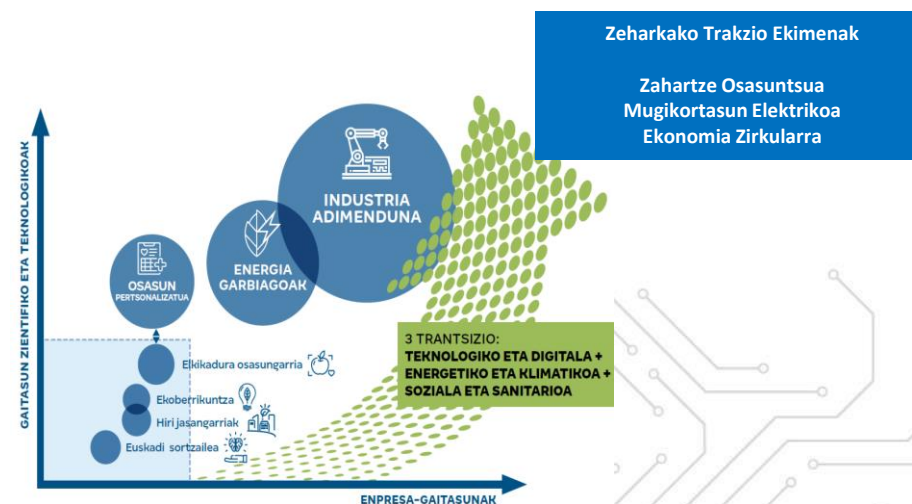 Zeharkako Trakzio Ekimenak
Zahartze Osasuntsua
Mugikortasun Elektrikoa
Ekonomia Zirkularra
GAITASUN ZIENTIFIKO ETA TEKNOLOGIKOAK
INDUSTRIA
ADIMENDUNA
ENERGIA
GARBIAGOAK
OSASUN
PERTSONALIZATUA
3 TRANTSIZIO:
TEKNOLOGIKO ETA DIGITALA +
ENERGETIKO ETA KLIMATIKOA +
SOZIALA ETA SANITARIOA
Elkikadura osasungarria
Ekoberrikuntza
Hiri jasangarriak
Euskadi sortzailea
ENPRESA-GAITASUNAK